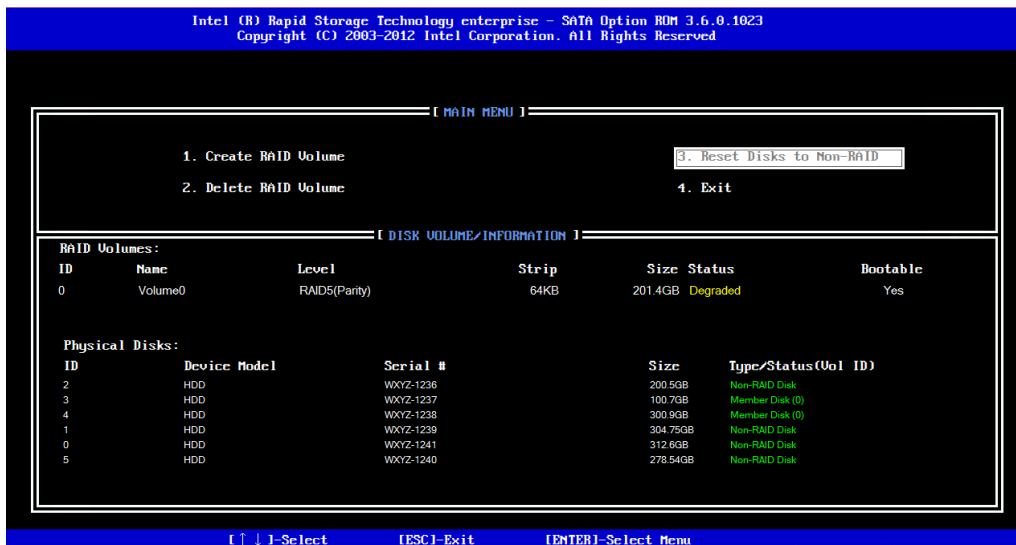 Intel (R) Rapid Storage Technology enterprise - SATA Option ROM 3.6.0.1023
Copyright (C) 2003-2012 Intel Corporation. All Rights Reserved
[ MAIN MENU ]
1. Create RAID Volume 3. Reset Disks to Non-RAID
2. Delete RAID Volume 4. Exit
[ DISK VOLUME/INFORMATION ]
RAID Volumes:
ID Name Level Strip Size Status Bootable
0 Volume0 RAID5(Parity) 64KB 201.4GB Degraded Yes
Physical Disks:
ID Device Model Serial # Size Type/Status(Vol ID)
2 HDD WXYZ-1236 200.5GB Non-RAID Disk
3 HDD WXYZ-1237 100.7GB Member Disk (0)
4 HDD WXYZ-1238 300.9GB Member Disk (0)
1 HDD WXYZ-1239 304.75GB Non-RAID Disk
0 HDD WXYZ-1241 312.6GB Non-RAID Disk
5 HDD WXYZ-1240 278.54GB Non-RAID Disk
[↑↓]-Select [ESC]-Exit [ENTER]-Select Menu